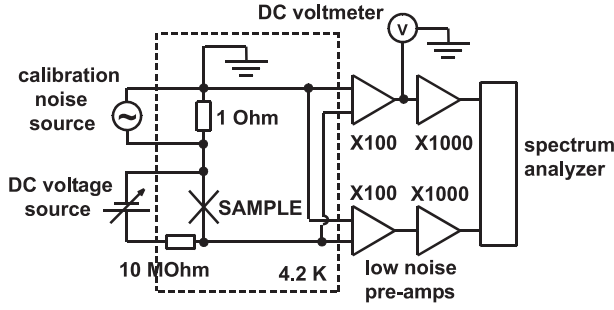 DC voltmeter
V
calibration
noise
source
~
1 Ohm
X100
X1000
spectrum
analyzer
DC voltage
source
SAMPLE
X100
X1000
10 MOhm
4.2 K
low noise
pre-amps